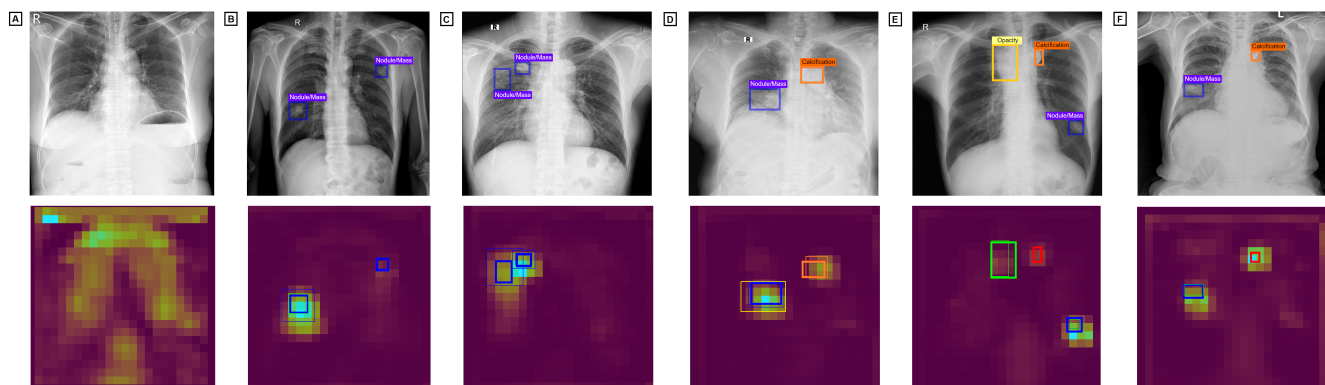 A
R
B
R
Nodule/Mass
Nodule/Mass
C
R
Nodule/Mass
Nodule/Mass
D
R
Calcification
Nodule/Mass
E
R
Opacity
Calcification
Nodule/Mass
F
L
Calcification
Nodule/Mass